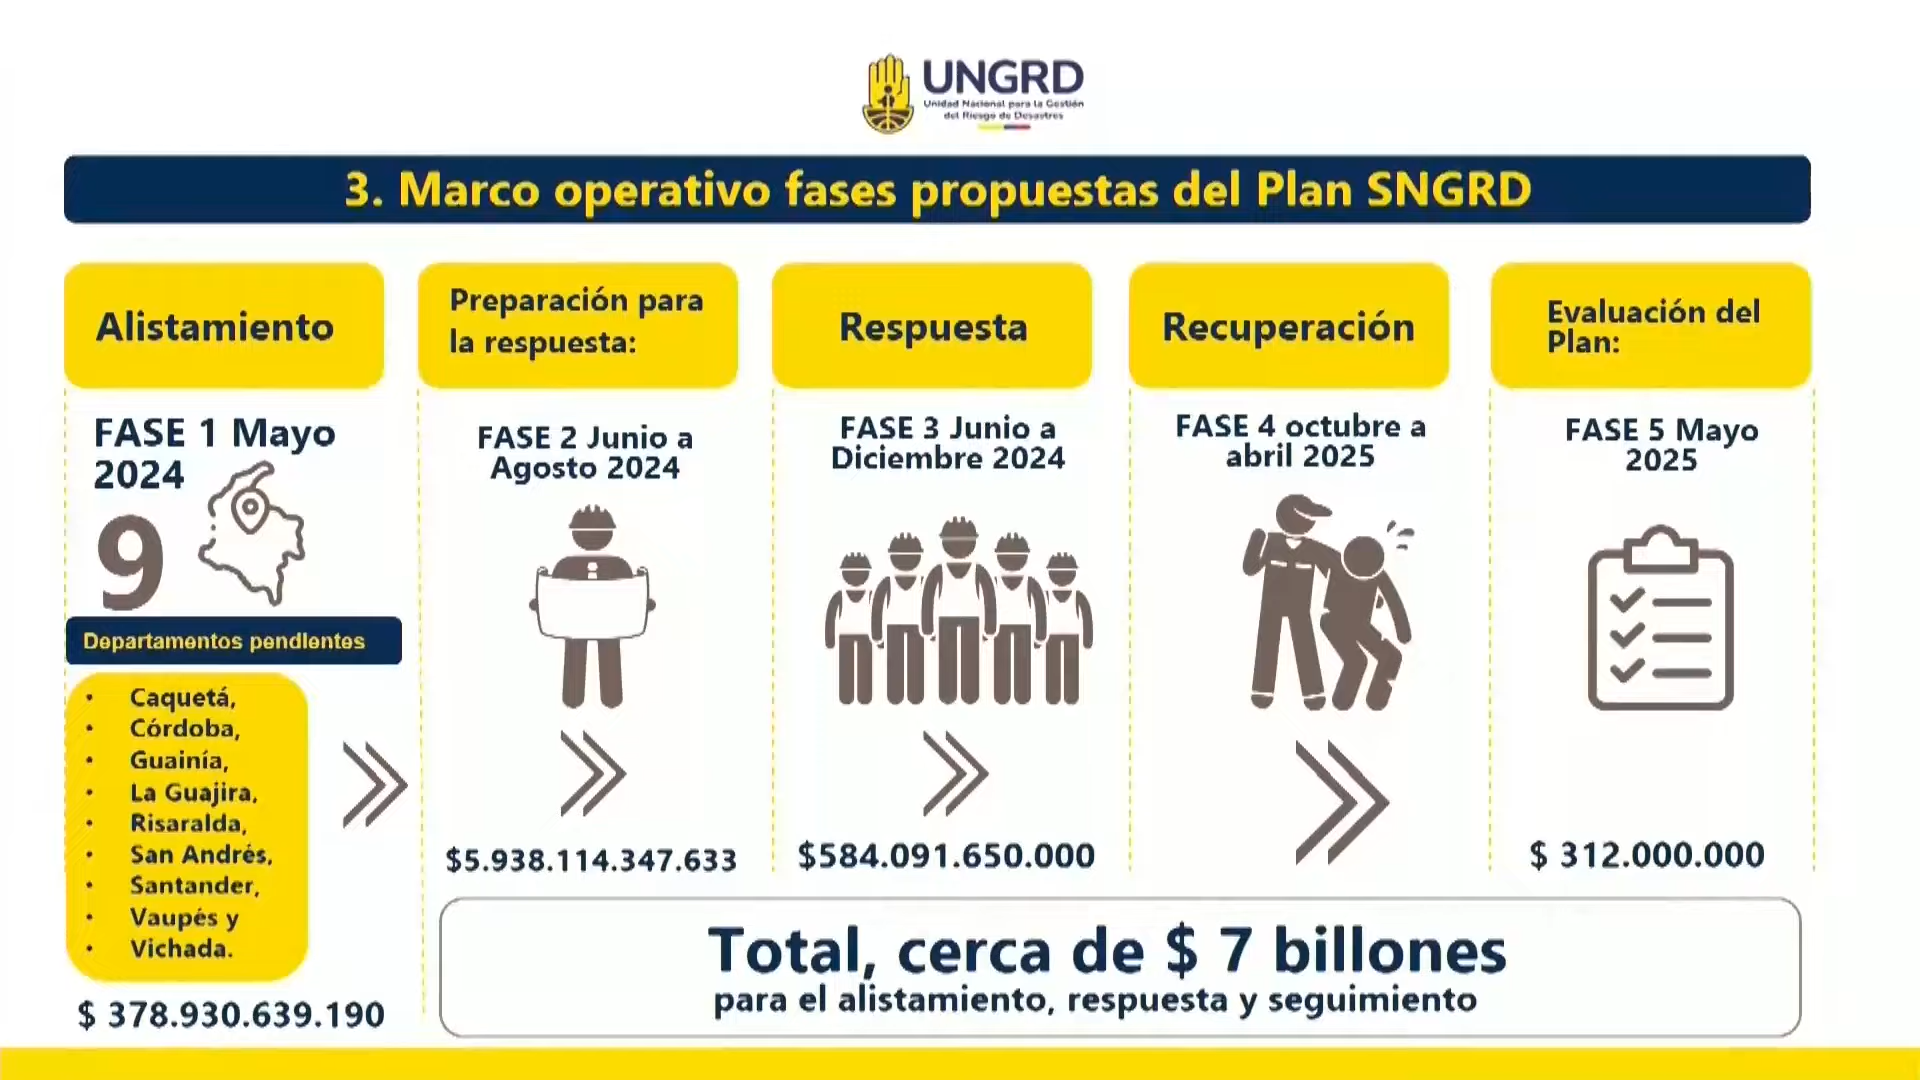 UNGRD
Unidad Nacional para la Gestión
del Riesgo de Desastres
3. Marco operativo fases propuestas del Plan SNGRD
Alistamiento
FASE 1 Mayo
2024
9
Departamentos pendientes
• Caquetá,
• Córdoba,
• Guainía,
• La Guajira,
• Risaralda,
• San Andrés,
• Santander,
• Vaupés y
• Vichada.
$ 378.930.639.190
Preparación para
la respuesta:
FASE 2 Junio a
Agosto 2024
$5.938.114.347.633
Respuesta
FASE 3 Junio a
Diciembre 2024
$584.091.650.000
Recuperación
FASE 4 octubre a
abril 2025
Evaluación del
Plan:
FASE 5 Mayo
2025
$ 312.000.000
Total, cerca de $ 7 billones
para el alistamiento, respuesta y seguimiento